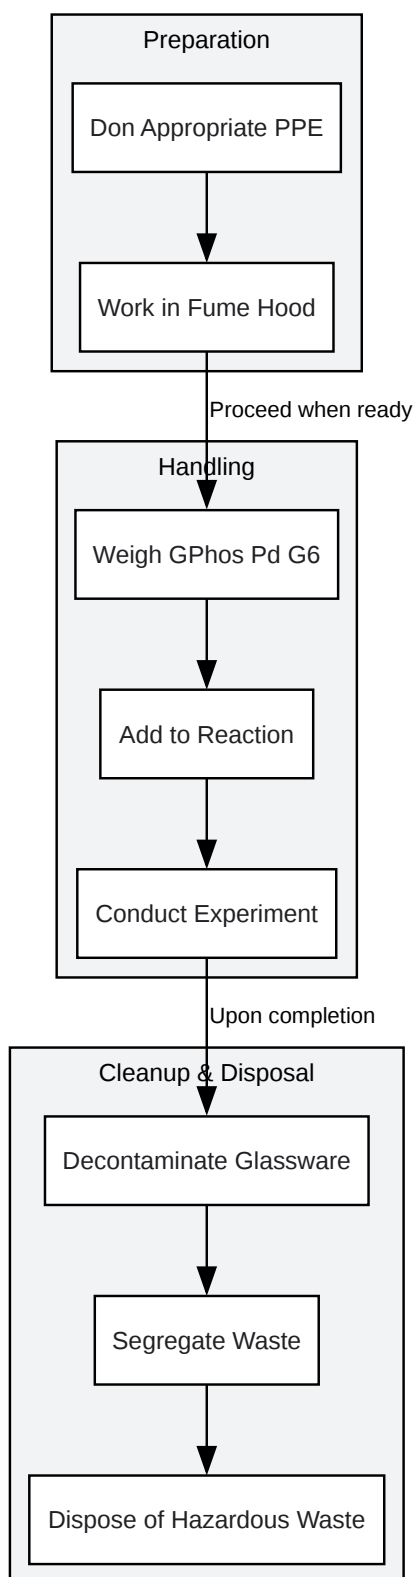 Preparation
Don Appropriate PPE
Work in Fume Hood
Proceed when ready
Handling
Weigh GPhos Pd G6
Add to Reaction
Conduct Experiment
Upon completion
Cleanup & Disposal
Decontaminate Glassware
Segregate Waste
Dispose of Hazardous Waste